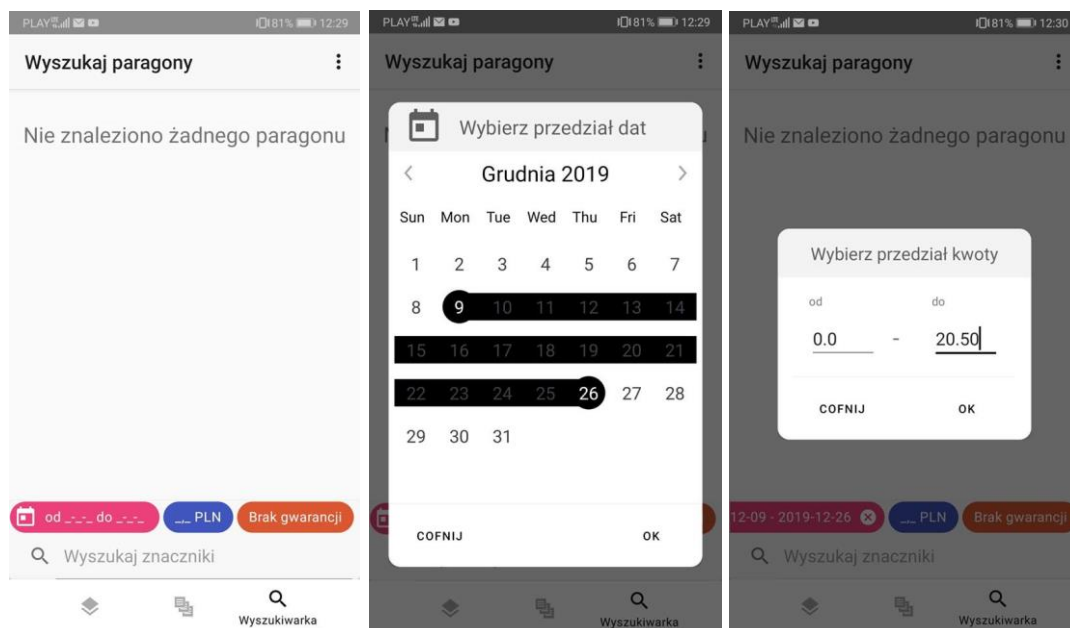 PLAY 81% 12:29
Wyszukaj paragony
Nie znaleziono żadnego paragonu
od _-_-_ do _-_-_
_._ PLN
Brak gwarancji
Wyszukaj znaczniki
Wyszukiwarka
PLAY 81% 12:29
Wyszukaj paragony
Wybierz przedział dat
Grudnia 2019
Sun Mon Tue Wed Thu Fri Sat
1 2 3 4 5 6 7
8 9 10 11 12 13 14
15 16 17 18 19 20 21
22 23 24 25 26 27 28
29 30 31
COFNIJ OK
Wyszukiwarka
PLAY 81% 12:30
Wyszukaj paragony
Nie znaleziono żadnego paragonu
Wybierz przedział kwoty
od do
0.0 - 20.50
COFNIJ OK
12-09 - 2019-12-26
_._ PLN
Brak gwarancji
Wyszukaj znaczniki
Wyszukiwarka